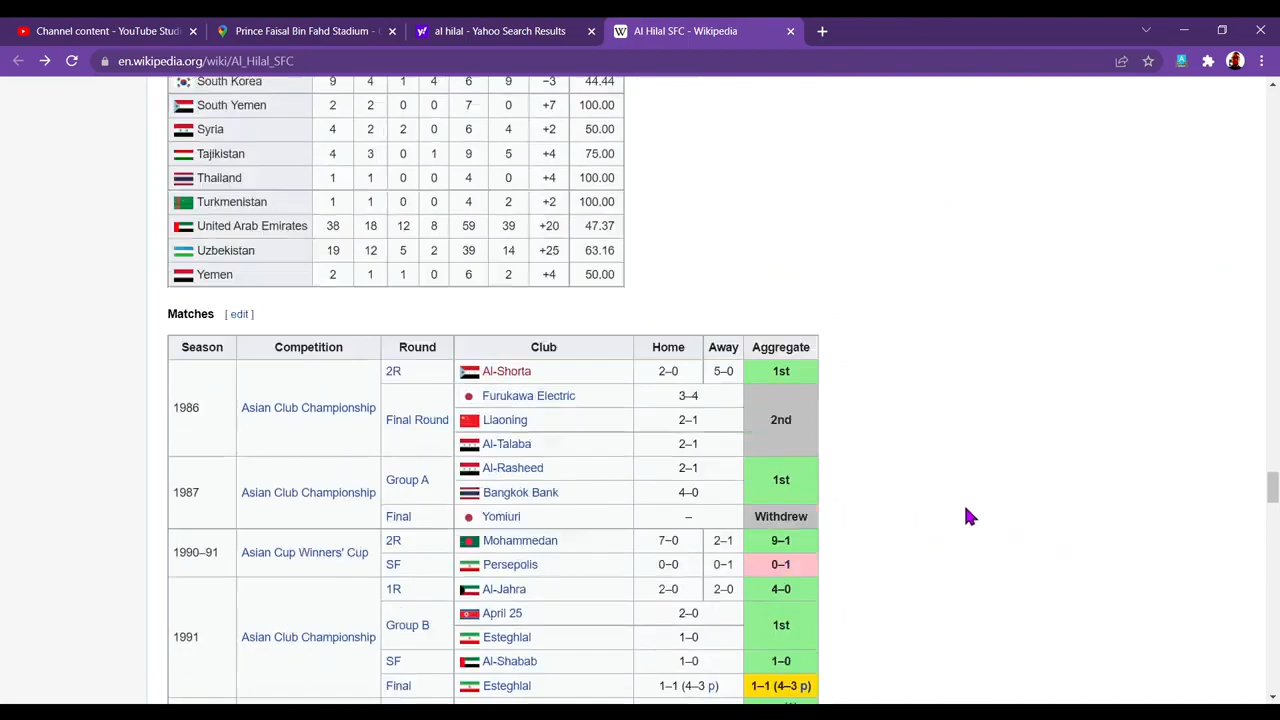 Channel content - YouTube Studi
Prince Faisal Bin Fahd Stadium -
al hilal - Yahoo Search Results
W Al Hilal SFC - Wikipedia
en.wikipedia.org/wiki/Al_Hilal_SFC
South Korea 9 4 1 4 6 9 −3 44.44
South Yemen 2 2 0 0 7 0 +7 100.00
Syria 4 2 2 0 6 4 +2 50.00
Tajikistan 4 3 0 1 9 5 +4 75.00
Thailand 1 1 0 0 4 0 +4 100.00
Turkmenistan 1 1 0 0 4 2 +2 100.00
United Arab Emirates 38 18 12 8 59 39 +20 47.37
Uzbekistan 19 12 5 2 39 14 +25 63.16
Yemen 2 1 1 0 6 2 +4 50.00
Matches [ edit ]
Season Competition Round Club Home Away Aggregate
1986 Asian Club Championship 2R Al-Shorta 2–0 5–0 1st
Final Round Furukawa Electric 3–4 2nd
Liaoning 2–1
Al-Talaba 2–1
1987 Asian Club Championship Group A Al-Rasheed 2–1 1st
Bangkok Bank 4–0
Final Yomiuri – Withdrew
1990–91 Asian Cup Winners' Cup 2R Mohammedan 7–0 2–1 9–1
SF Persepolis 0–0 0–1 0–1
1991 Asian Club Championship 1R Al-Jahra 2–0 2–0 4–0
Group B April 25 2–0 1st
Esteghlal 1–0
SF Al-Shabab 1–0 1–0
Final Esteghlal 1–1 (4–3 p) 1–1 (4–3 p)